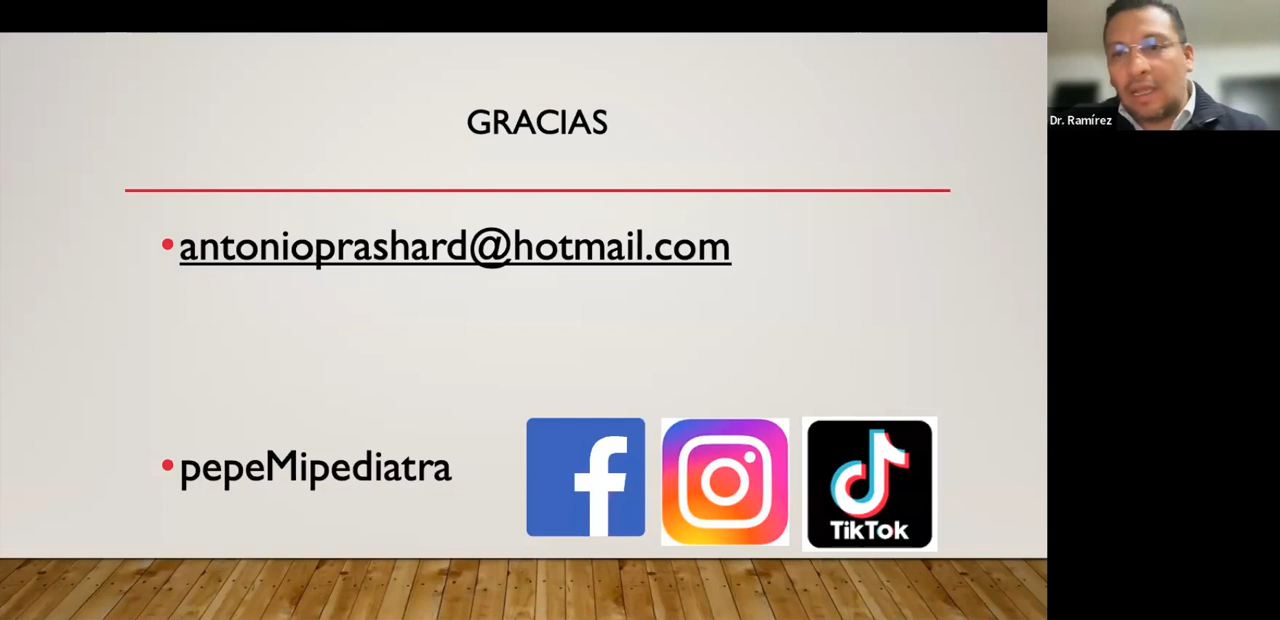 GRACIAS
Dr. Ramírez
antonioprashard@hotmail.com
pepeMipediatra
TikTok